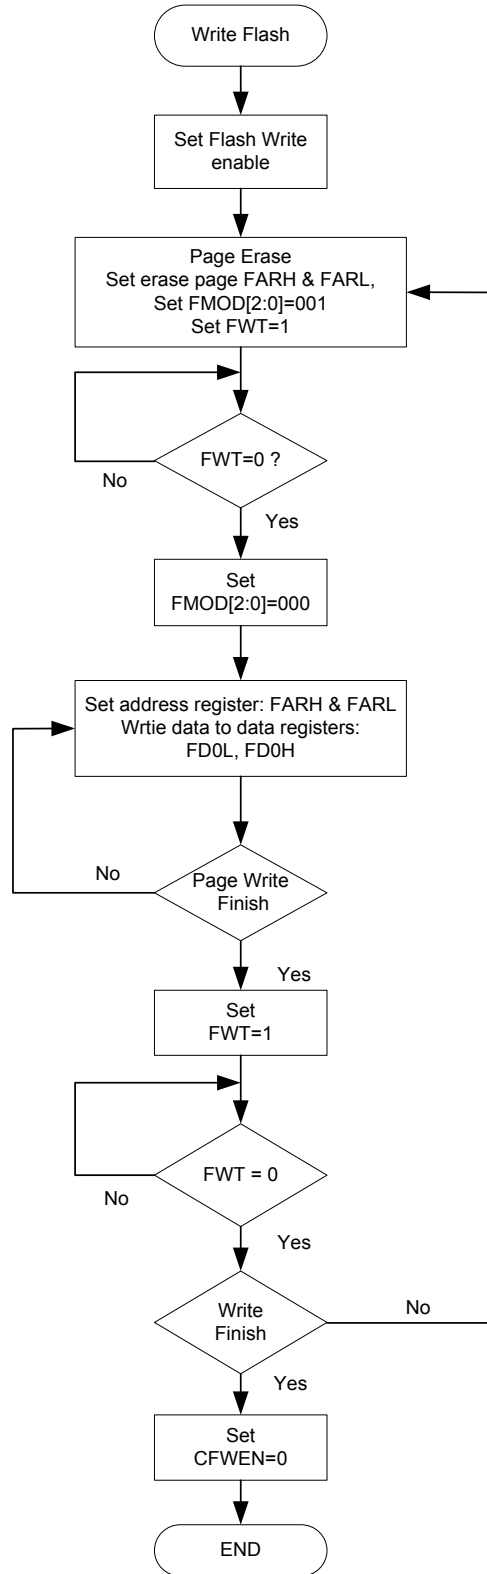 Write Flash
Set Flash Write
enable
Page Erase
Set erase page FARH & FARL,
Set FMOD[2:0]=001
Set FWT=1
FWT=0 ?
No
Yes
Set
FMOD[2:0]=000
Set address register: FARH & FARL
Wrtie data to data registers:
FD0L, FD0H
No
Page Write
Finish
Yes
Set
FWT=1
FWT = 0
No
Yes
Write
Finish
No
Yes
Set
CFWEN=0
END